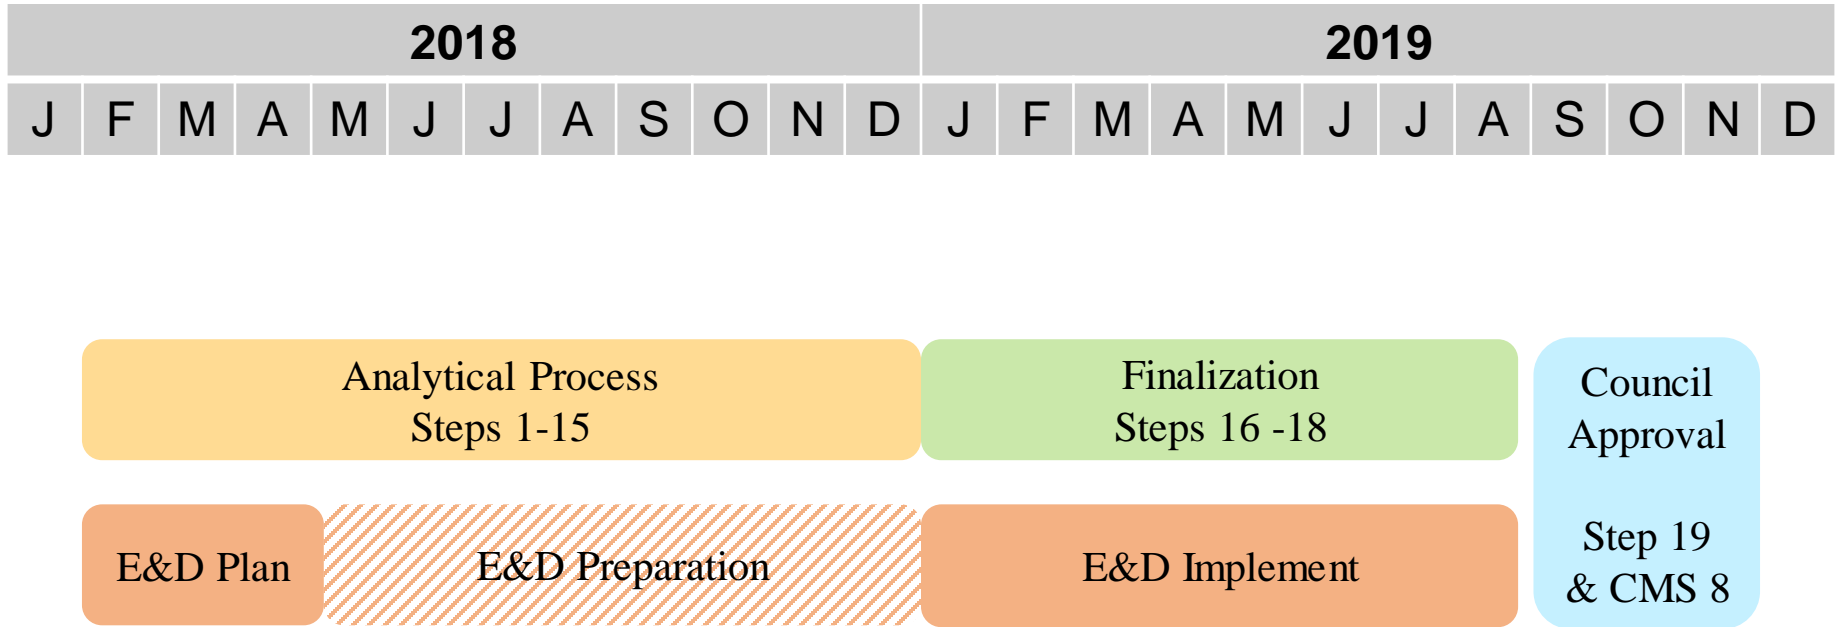 2018 2019
J F M A M J J A S O N D J F M A M J J A S O N D
Analytical Process
Steps 1-15
Finalization
Steps 16 -18
Council
Approval
Step 19
& CMS 8
E&D Plan
E&D Preparation
E&D Implement